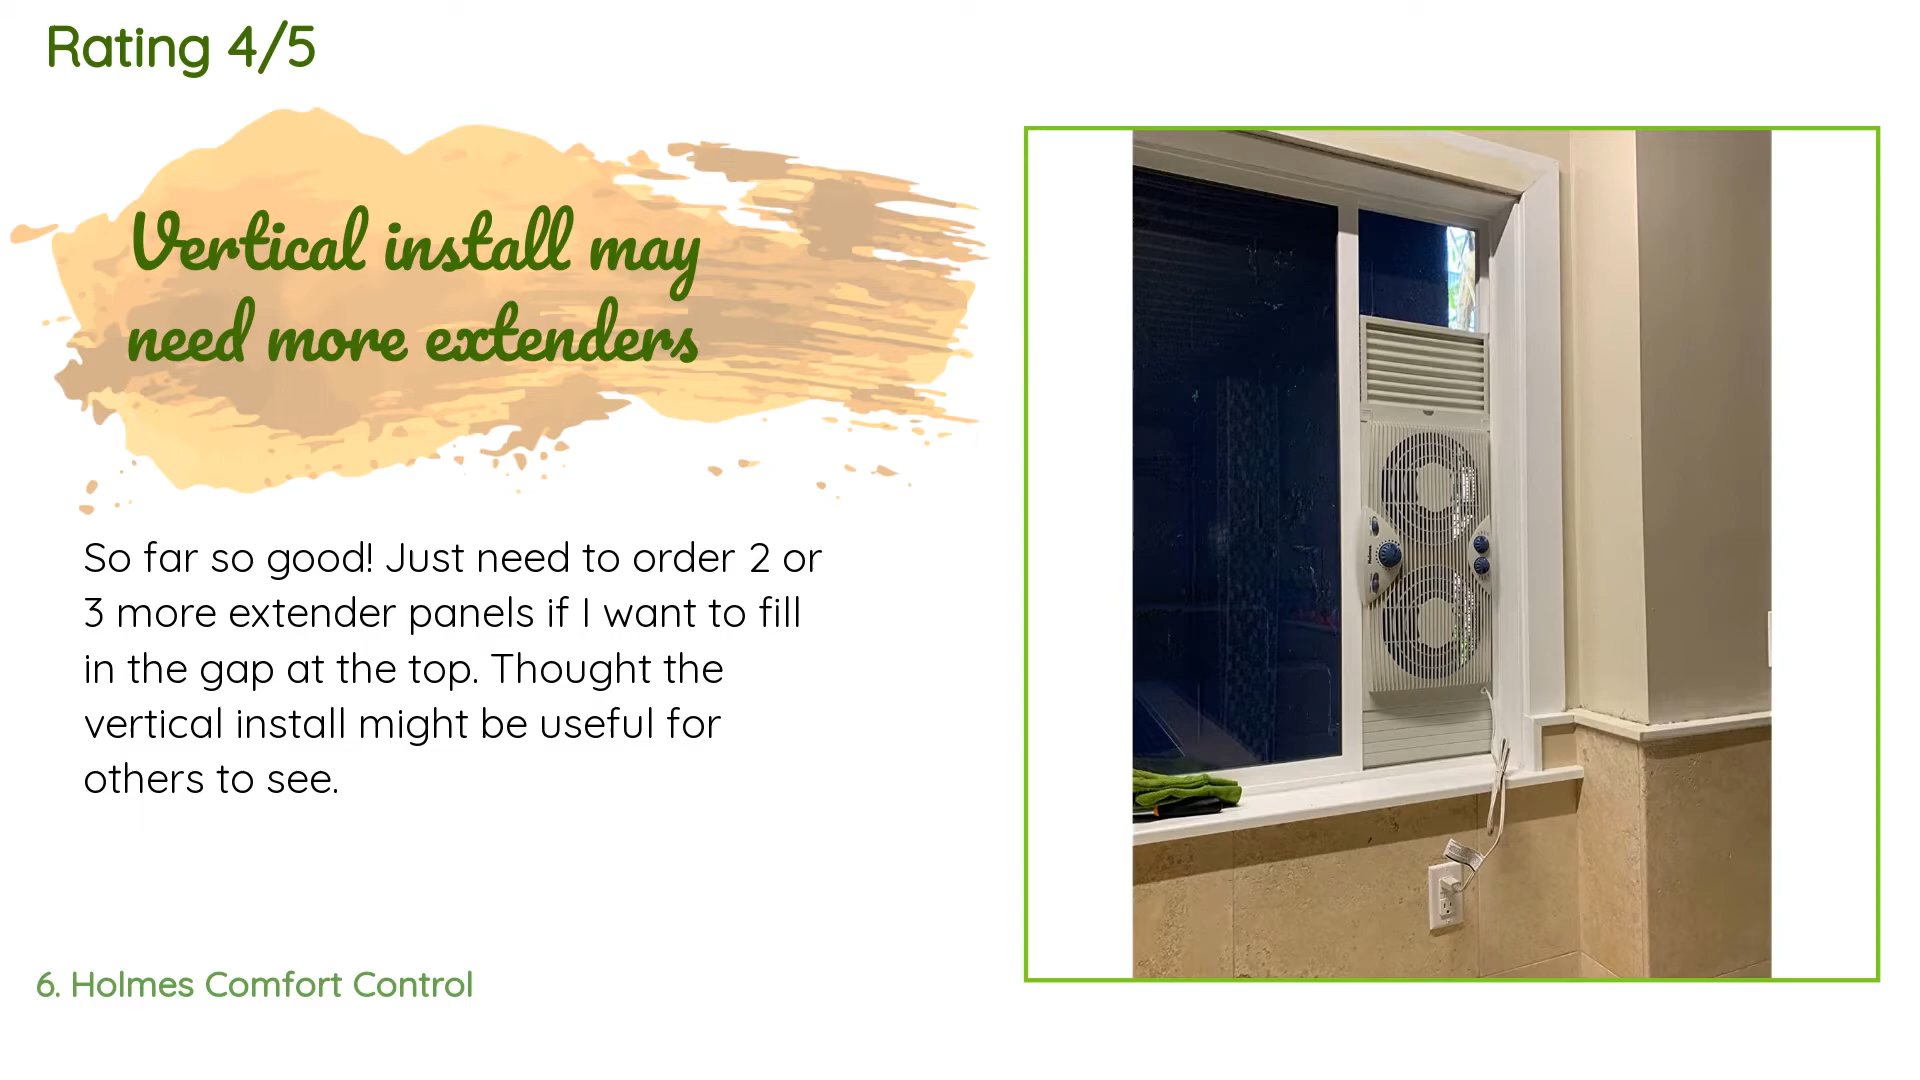 Rating 4/5
Vertical install may
need more extenders
So far so good! Just need to order 2 or
3 more extender panels if I want to fill
in the gap at the top. Thought the
vertical install might be useful for
others to see.
6. Holmes Comfort Control